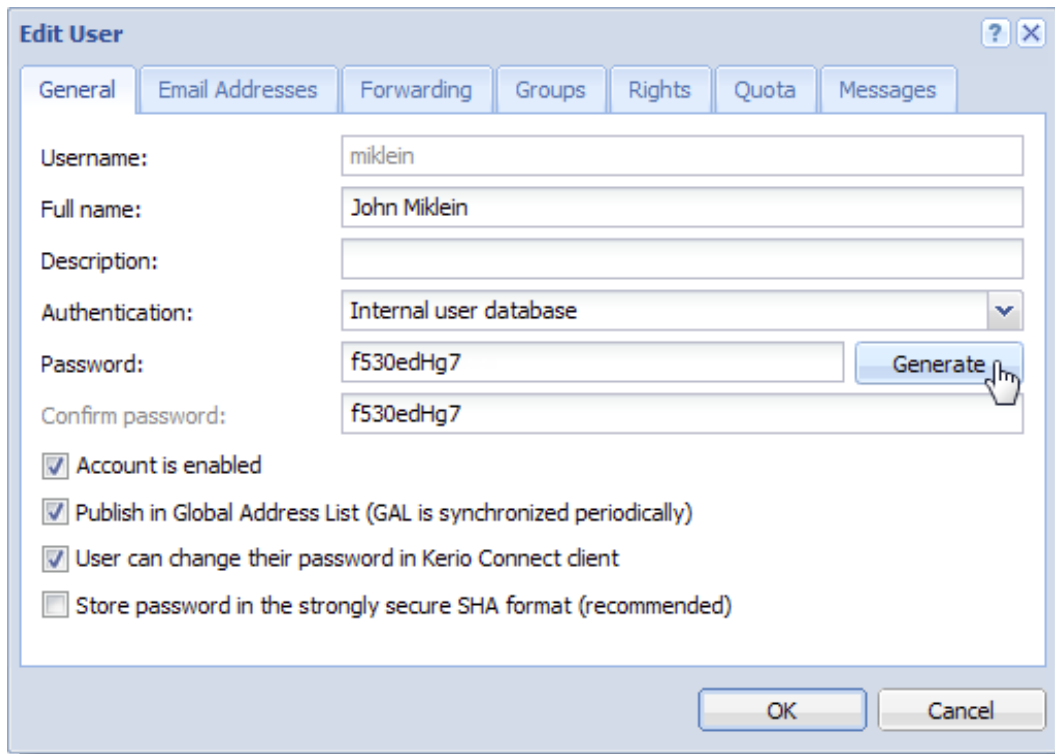 Edit User
General Email Addresses Forwarding Groups Rights Quota Messages
Username: miklein
Full name: John Miklein
Description:
Authentication: Internal user database
Password: f530edHg7 Generate
Confirm password: f530edHg7
Account is enabled
Publish in Global Address List (GAL is synchronized periodically)
User can change their password in Kerio Connect client
Store password in the strongly secure SHA format (recommended)
OK Cancel